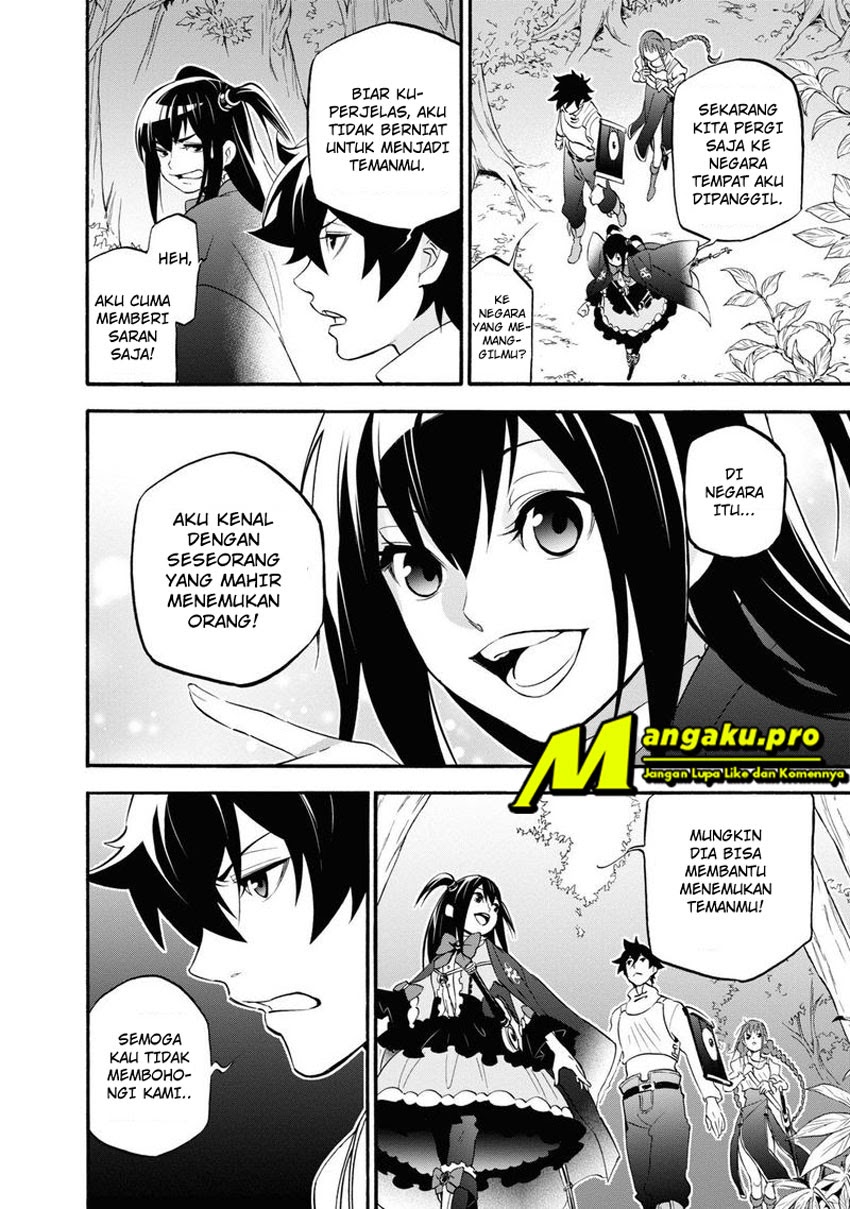 SEKARANG
KITA PERGI
SAJA KE
NEGARA
TEMPAT AKU
DIPANGGIL.
KE
NEGARA
YANG ME-
MANG-
GILMU?
BIAR KU-
PERJELAS, AKU
TIDAK BERNIAT
UNTUK MENJADI
TEMANMU.
HEH,
AKU CUMA
MEMBERI
SARAN
SAJA!
DI
NEGARA
ITU...
AKU KENAL
DENGAN
SESEORANG
YANG MAHIR
MENEMUKAN
ORANG!
Mangaku.pro
Jangan Lupa Like dan Komennya
MUNGKIN
DIA BISA
MEMBANTU
MENEMUKAN
TEMANMU!
SEMOGA
KAU TIDAK
MEMBOHO-
NGI KAMI..